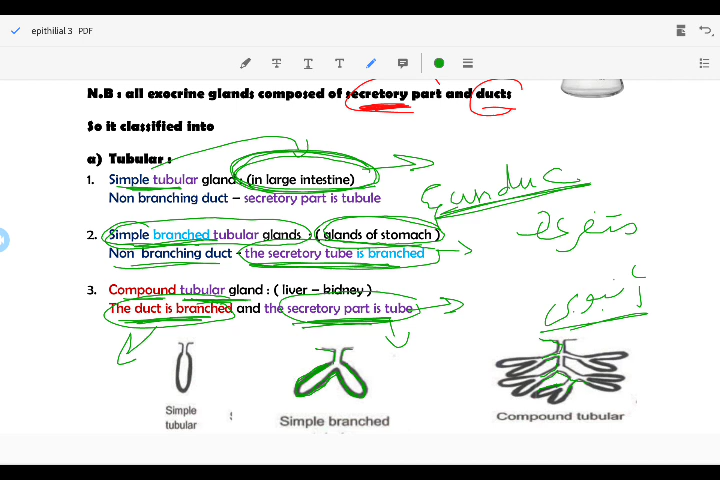 epithilial 3 PDF
N.B : all exocrine glands composed of secretory part and ducts
So it classified into
a) Tubular :
1. Simple tubular gland : (in large intestine)
Non branching duct – secretory part is tubule
2. Simple branched tubular glands : ( glands of stomach )
Non branching duct - the secretory tube is branched
متفرعة
3. Compound tubular gland : ( liver – kidney )
The duct is branched and the secretory part is tube
أنبوبي
Simple
tubular
Simple branched
Compound tubular